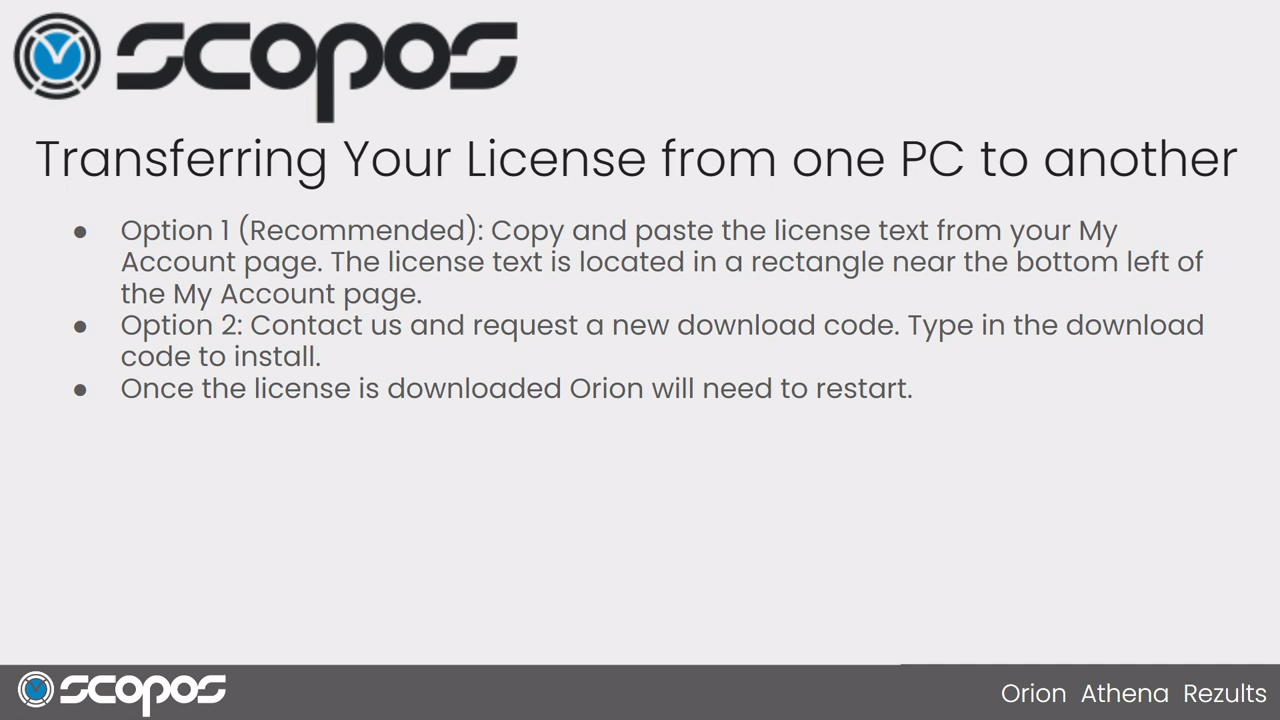 scopos
Transferring Your License from one PC to another
● Option 1 (Recommended): Copy and paste the license text from your My
Account page. The license text is located in a rectangle near the bottom left of
the My Account page.
● Option 2: Contact us and request a new download code. Type in the download
code to install.
● Once the license is downloaded Orion will need to restart.
scopos
Orion Athena Rezults